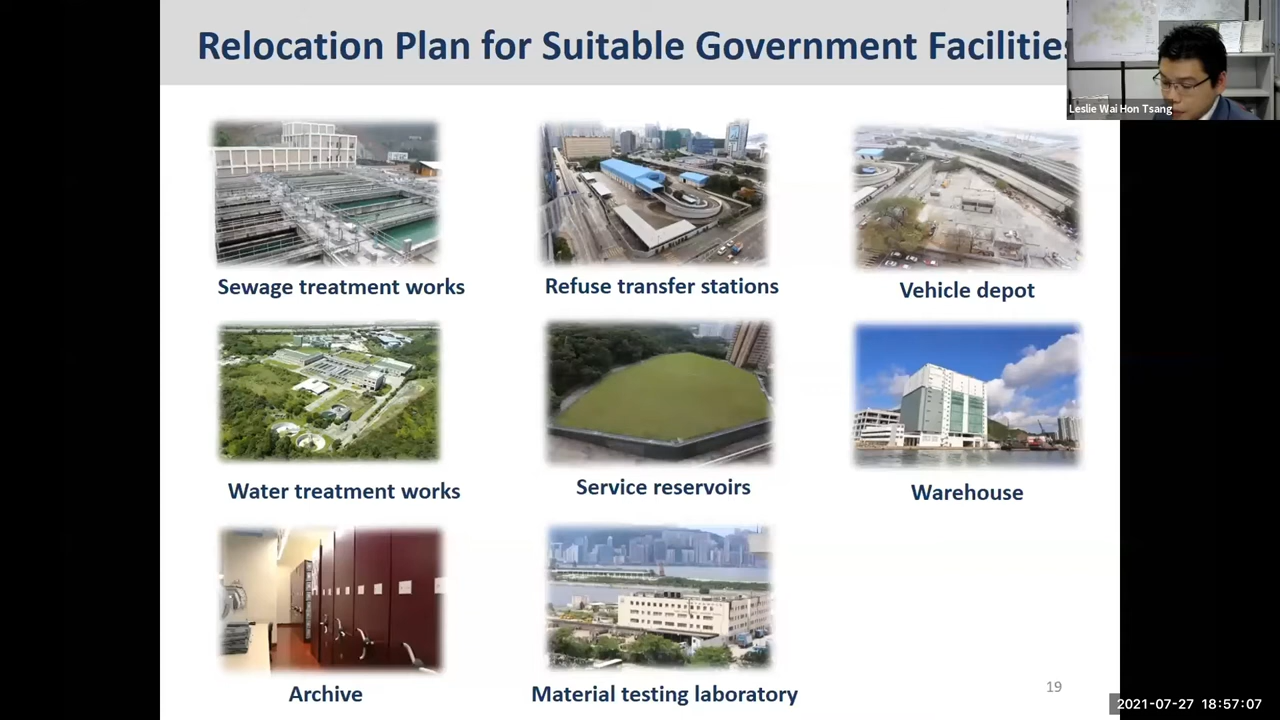 Relocation Plan for Suitable Government Facilities
Leslie Wai Hon Tsang
Sewage treatment works
Refuse transfer stations
Vehicle depot
Water treatment works
Service reservoirs
Warehouse
Archive
Material testing laboratory
19
2021-07-27 18:57:07